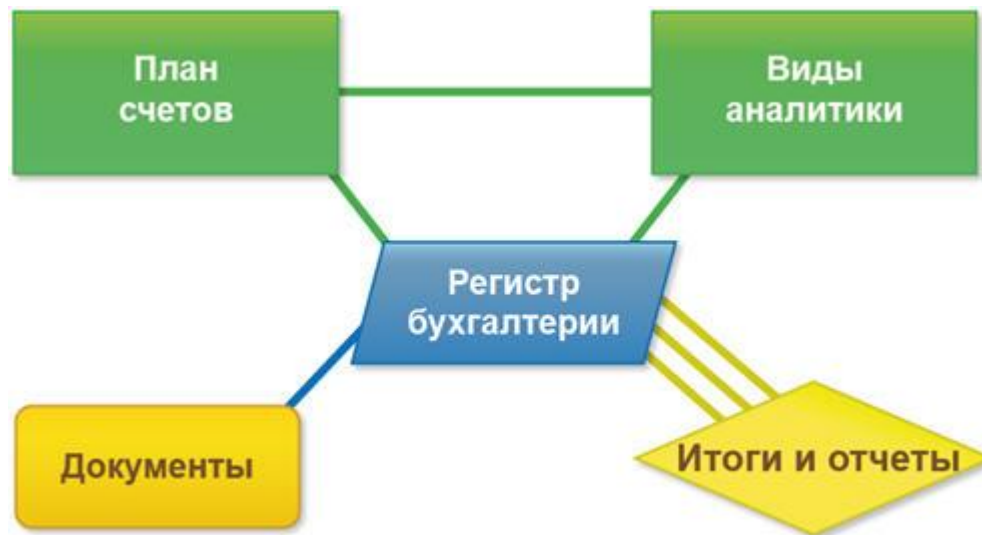 План
счетов
Виды
аналитики
Регистр
бухгалтерии
Документы
Итоги и отчеты